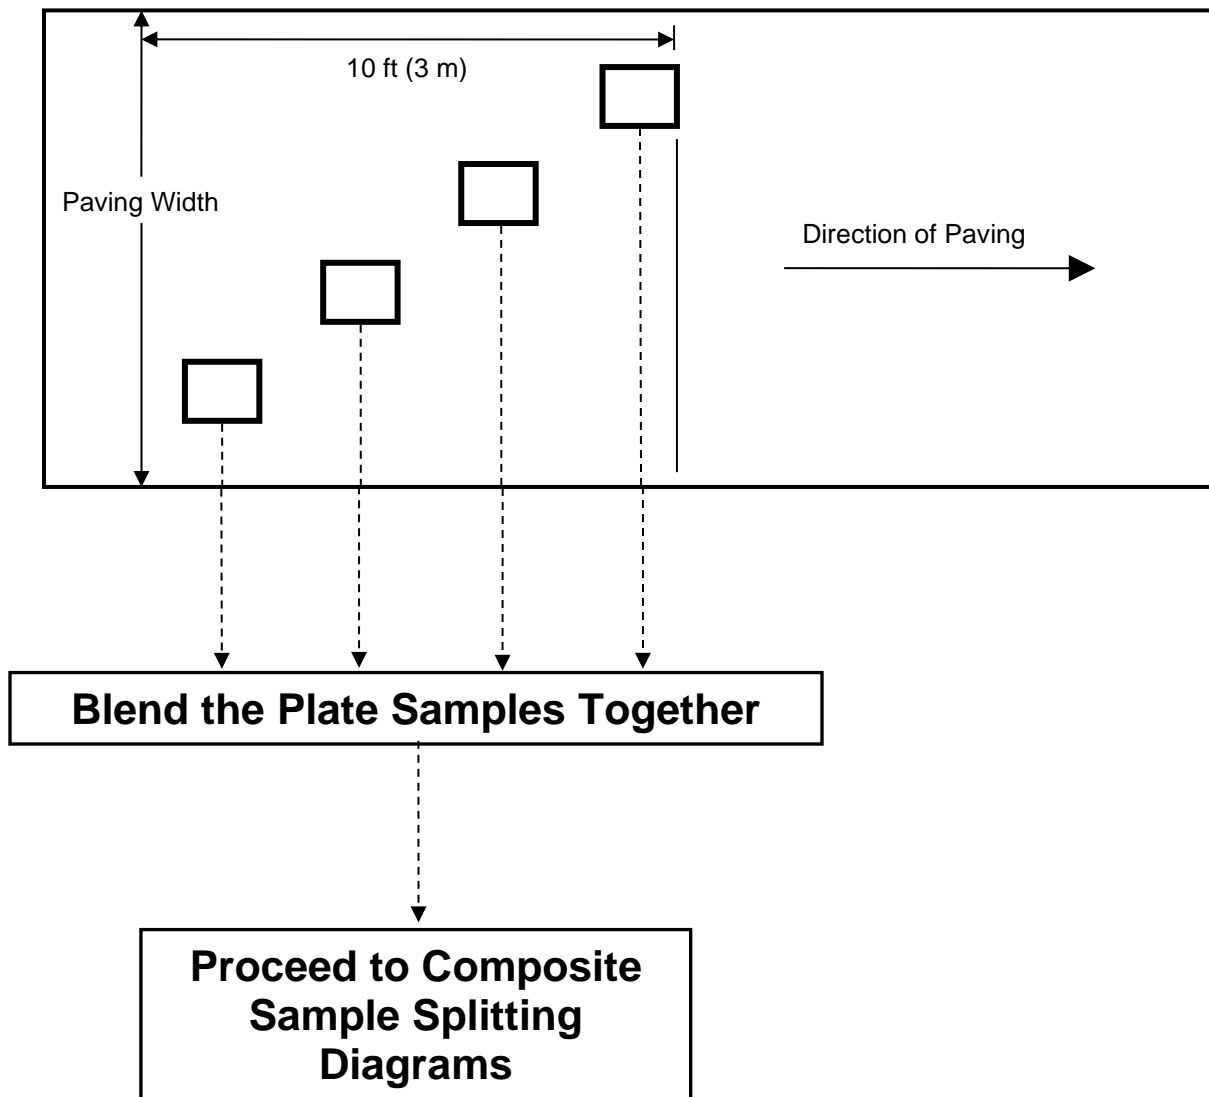 10 ft (3 m)
Paving Width
Direction of Paving
Blend the Plate Samples Together
Proceed to Composite
Sample Splitting
Diagrams